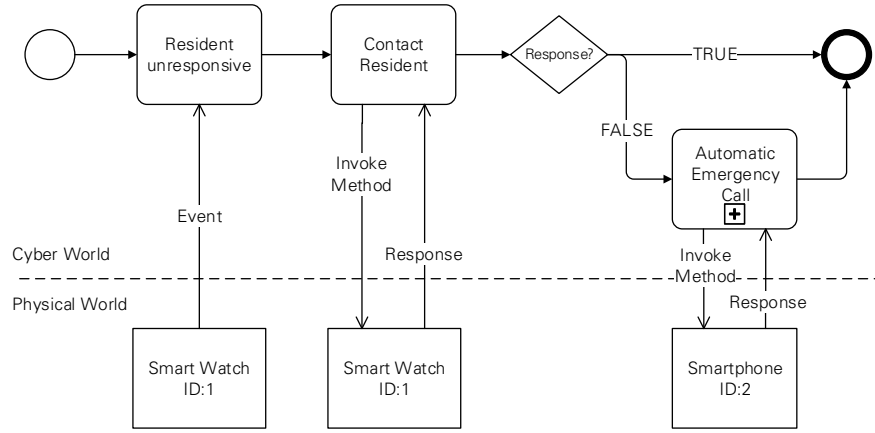 Resident
unresponsive
Contact
Resident
Response?
TRUE
FALSE
Automatic
Emergency
Call
Invoke
Method
Event
Response
Invoke
Method
Response
Cyber World
Physical World
Smart Watch
ID:1
Smart Watch
ID:1
Smartphone
ID:2